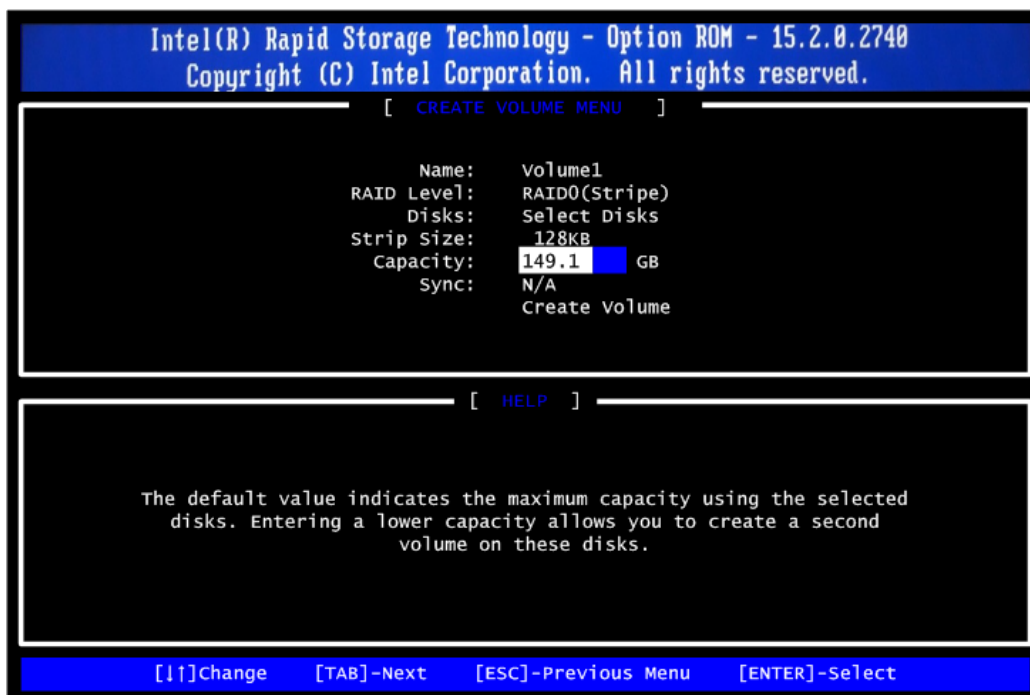 Intel(R) Rapid Storage Technology - Option ROM - 15.2.0.2740
Copyright (C) Intel Corporation. All rights reserved.
[ CREATE VOLUME MENU ]
Name: Volume1
RAID Level: RAID0(Stripe)
Disks: Select Disks
Strip Size: 128KB
Capacity: 149.1 GB
Sync: N/A
Create Volume
[ HELP ]
The default value indicates the maximum capacity using the selected
disks. Entering a lower capacity allows you to create a second
volume on these disks.
[↓↑]Change [TAB]-Next [ESC]-Previous Menu [ENTER]-Select